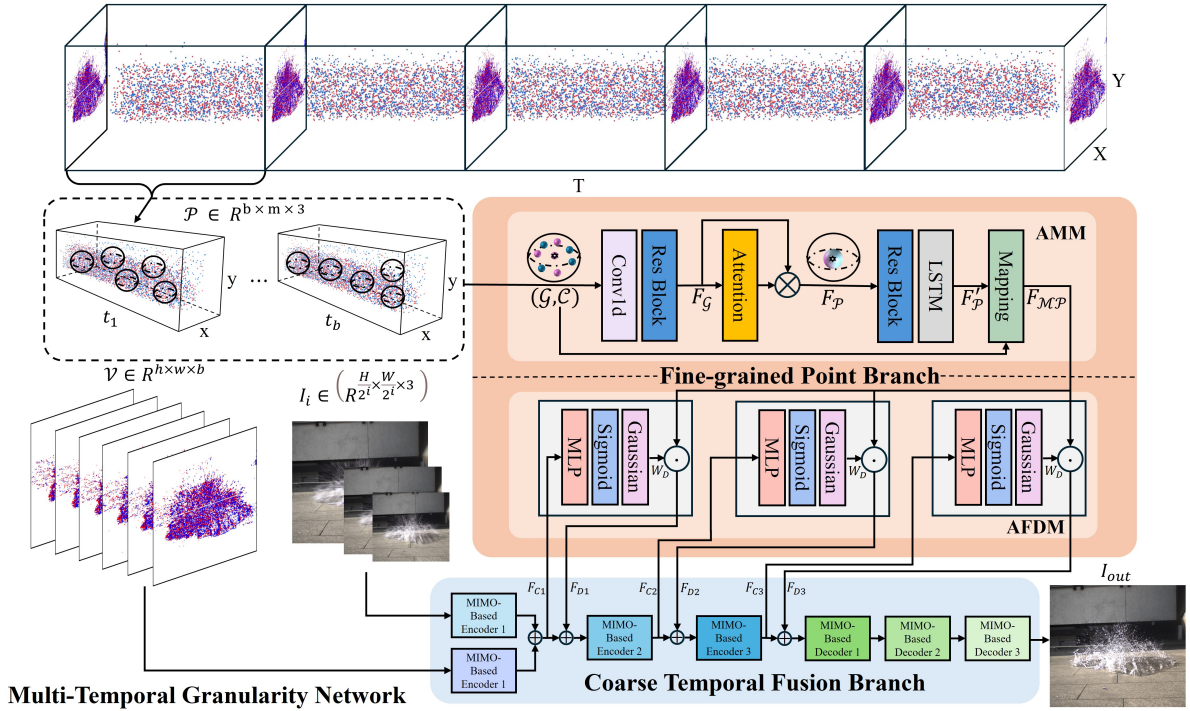 Y
X
T
𝒫 ∈ R^{b × m × 3}
y
x
t_1
...
y
x
t_b
(𝒢,𝒞)
Conv1d
Res Block
F_𝒢
Attention
F_𝒫
Res Block
LSTM
F'_𝒫
Mapping
F_{ℳ𝒫}
AMM
Fine-grained Point Branch
𝒱 ∈ R^{h×w×b}
I_i ∈ (R^{\frac{H}{2^i}×\frac{W}{2^i}×3})
MLP
Sigmoid
Gaussian
W_D
MLP
Sigmoid
Gaussian
W_D
MLP
Sigmoid
Gaussian
W_D
AFDM
F_{C1}
F_{D1}
F_{C2}
F_{D2}
F_{C3}
F_{D3}
I_{out}
MIMO-
Based
Encoder 1
MIMO-
Based
Encoder 1
MIMO-
Based
Encoder 2
MIMO-
Based
Encoder 3
MIMO-
Based
Decoder 1
MIMO-
Based
Decoder 2
MIMO-
Based
Decoder 3
Multi-Temporal Granularity Network
Coarse Temporal Fusion Branch